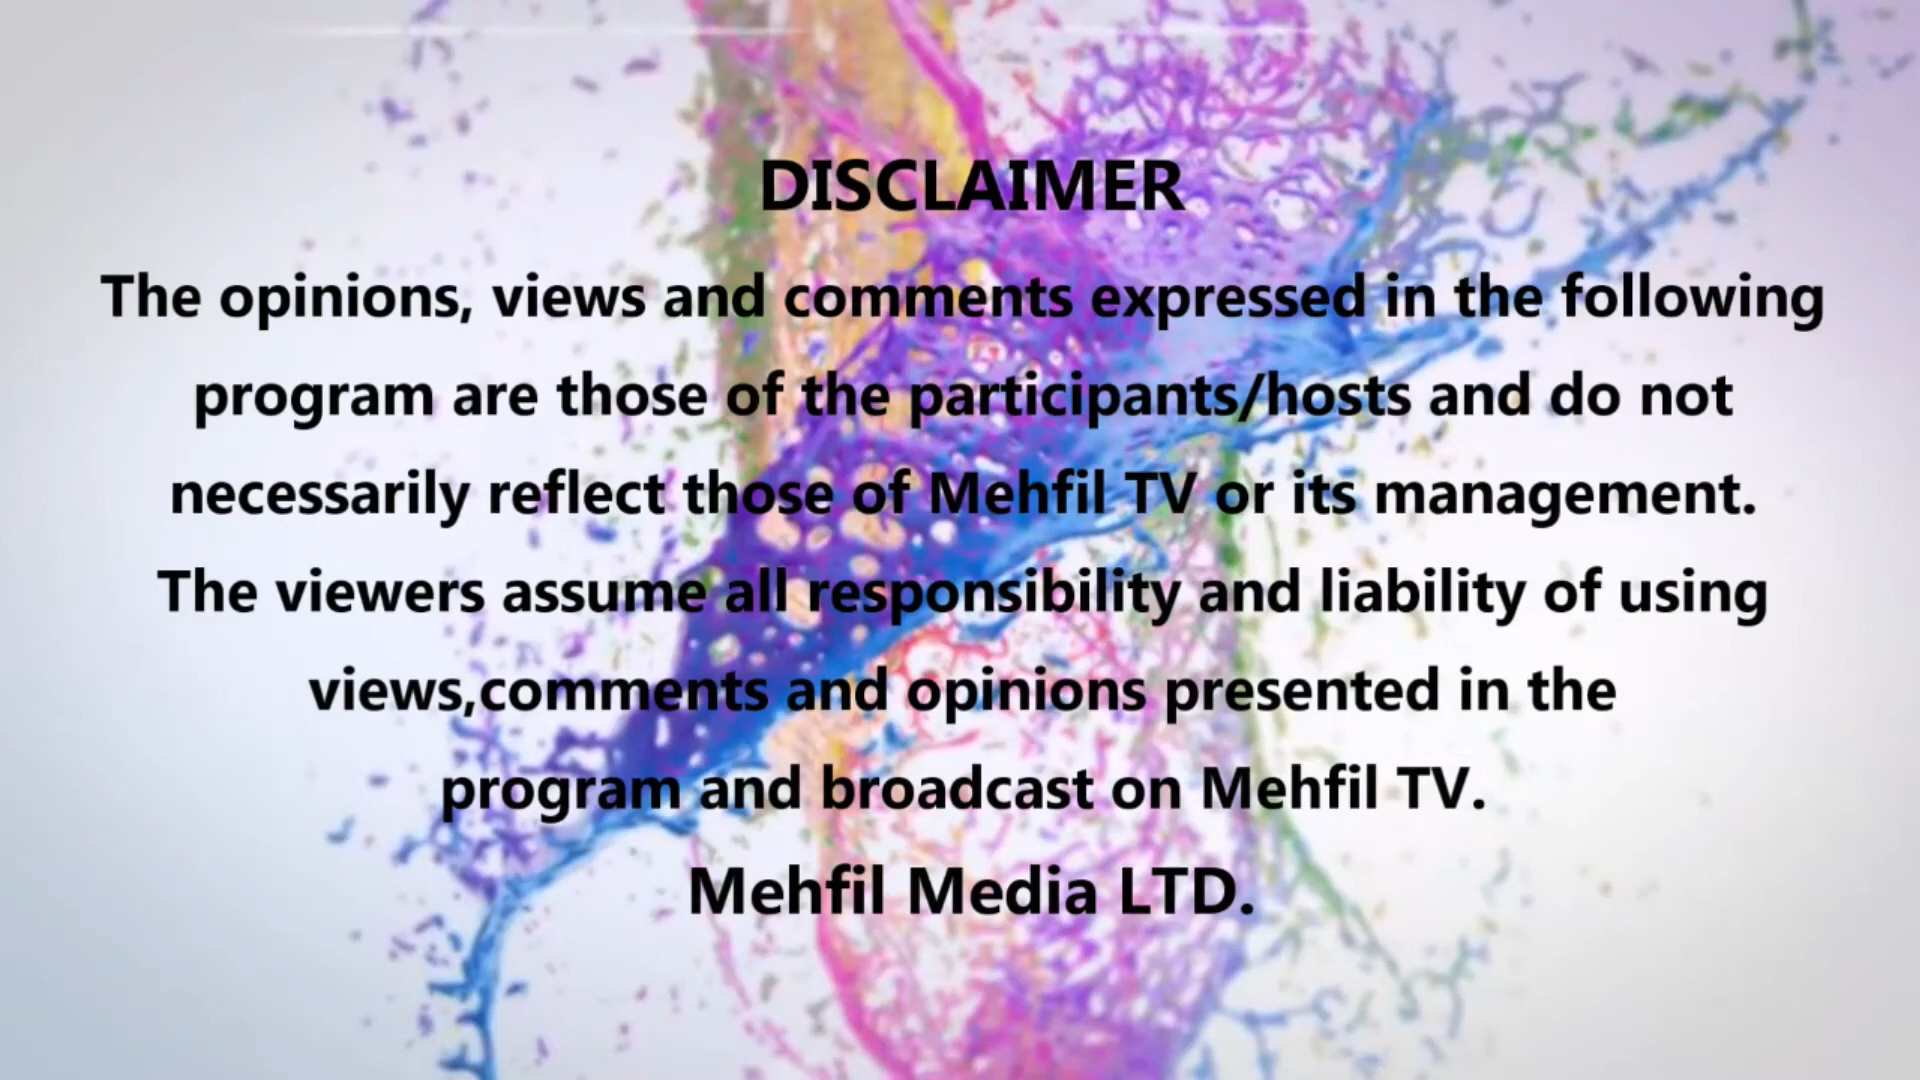 DISCLAIMER
The opinions, views and comments expressed in the following
program are those of the participants/hosts and do not
necessarily reflect those of Mehfil TV or its management.
The viewers assume all responsibility and liability of using
views,comments and opinions presented in the
program and broadcast on Mehfil TV.
Mehfil Media LTD.